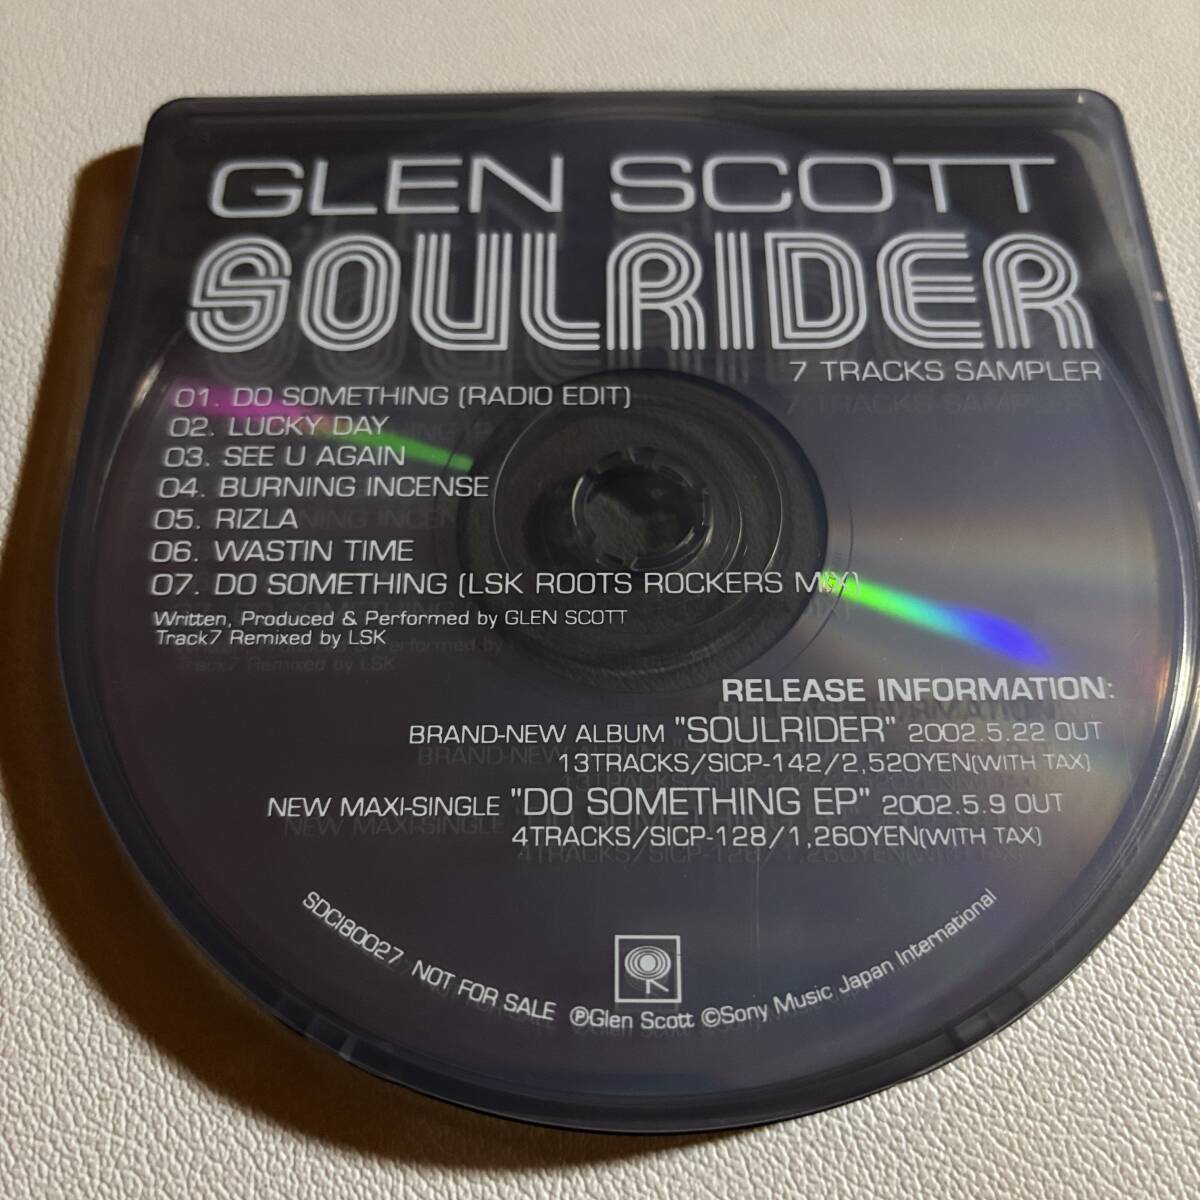 GLEN SCOTT
SOULRIDER
7 TRACKS SAMPLER
01. DO SOMETHING (RADIO EDIT)
02. LUCKY DAY
03. SEE U AGAIN
04. BURNING INCENSE
05. RIZLA
06. WASTIN TIME
07. DO SOMETHING (LSK ROOTS ROCKERS MIX)
Written, Produced & Performed by GLEN SCOTT
Track7 Remixed by LSK
RELEASE INFORMATION:
BRAND-NEW ALBUM "SOULRIDER" 2002.5.22 OUT
13TRACKS/SICP-142/2,520YEN(WITH TAX)
NEW MAXI-SINGLE "DO SOMETHING EP" 2002.5.9 OUT
4TRACKS/SICP-128/1,260YEN(WITH TAX)
SDCI80027 NOT FOR SALE ℗Glen Scott ©Sony Music Japan International